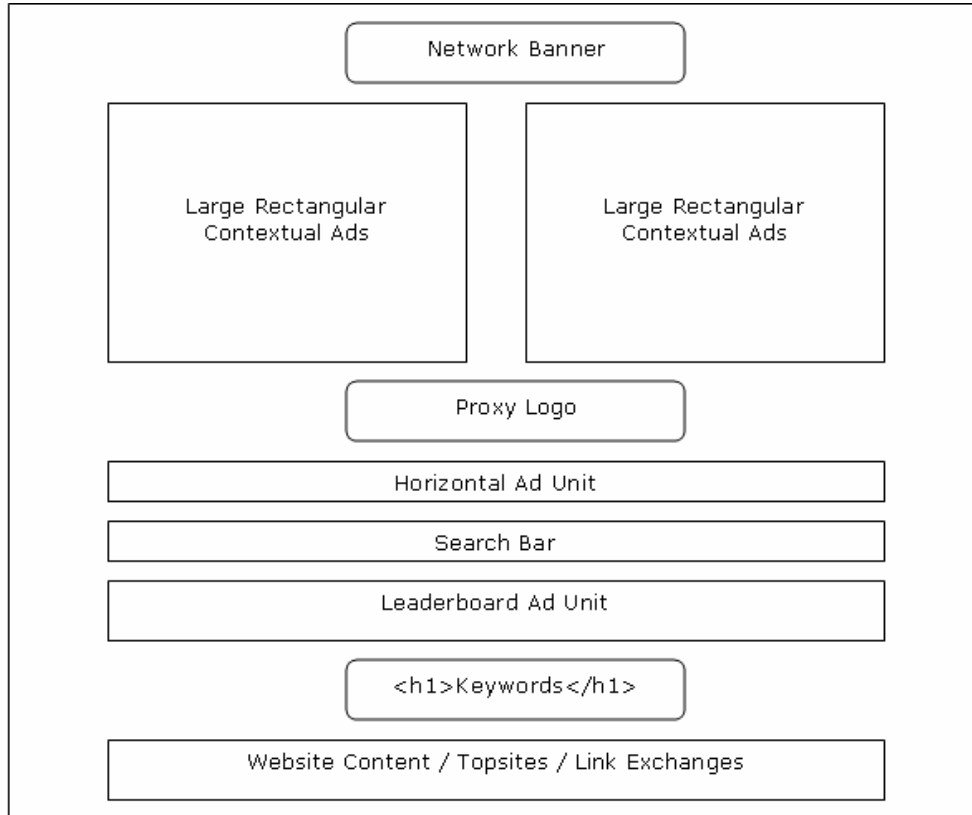 Network Banner
Large Rectangular
Contextual Ads
Large Rectangular
Contextual Ads
Proxy Logo
Horizontal Ad Unit
Search Bar
Leaderboard Ad Unit
<h1>Keywords</h1>
Website Content / Topsites / Link Exchanges